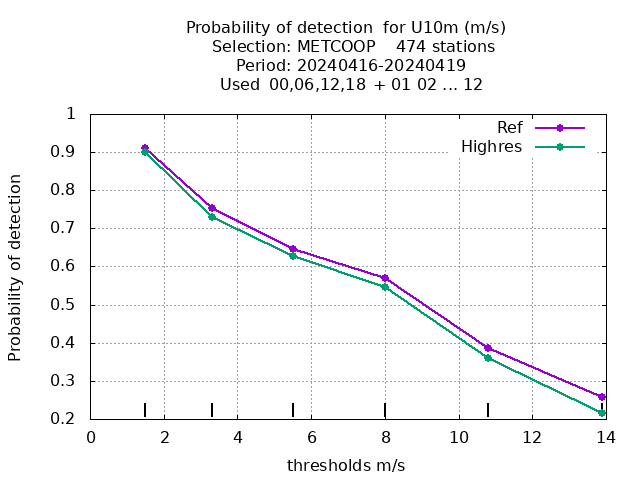 Probability of detection  for U10m (m/s)
Selection: METCOOP    474 stations
Period: 20240416-20240419
Used  00,06,12,18  + 01 02 ... 12
Ref
Highres
Probability of detection
1
0.9
0.8
0.7
0.6
0.5
0.4
0.3
0.2
0 2 4 6 8 10 12 14
thresholds m/s